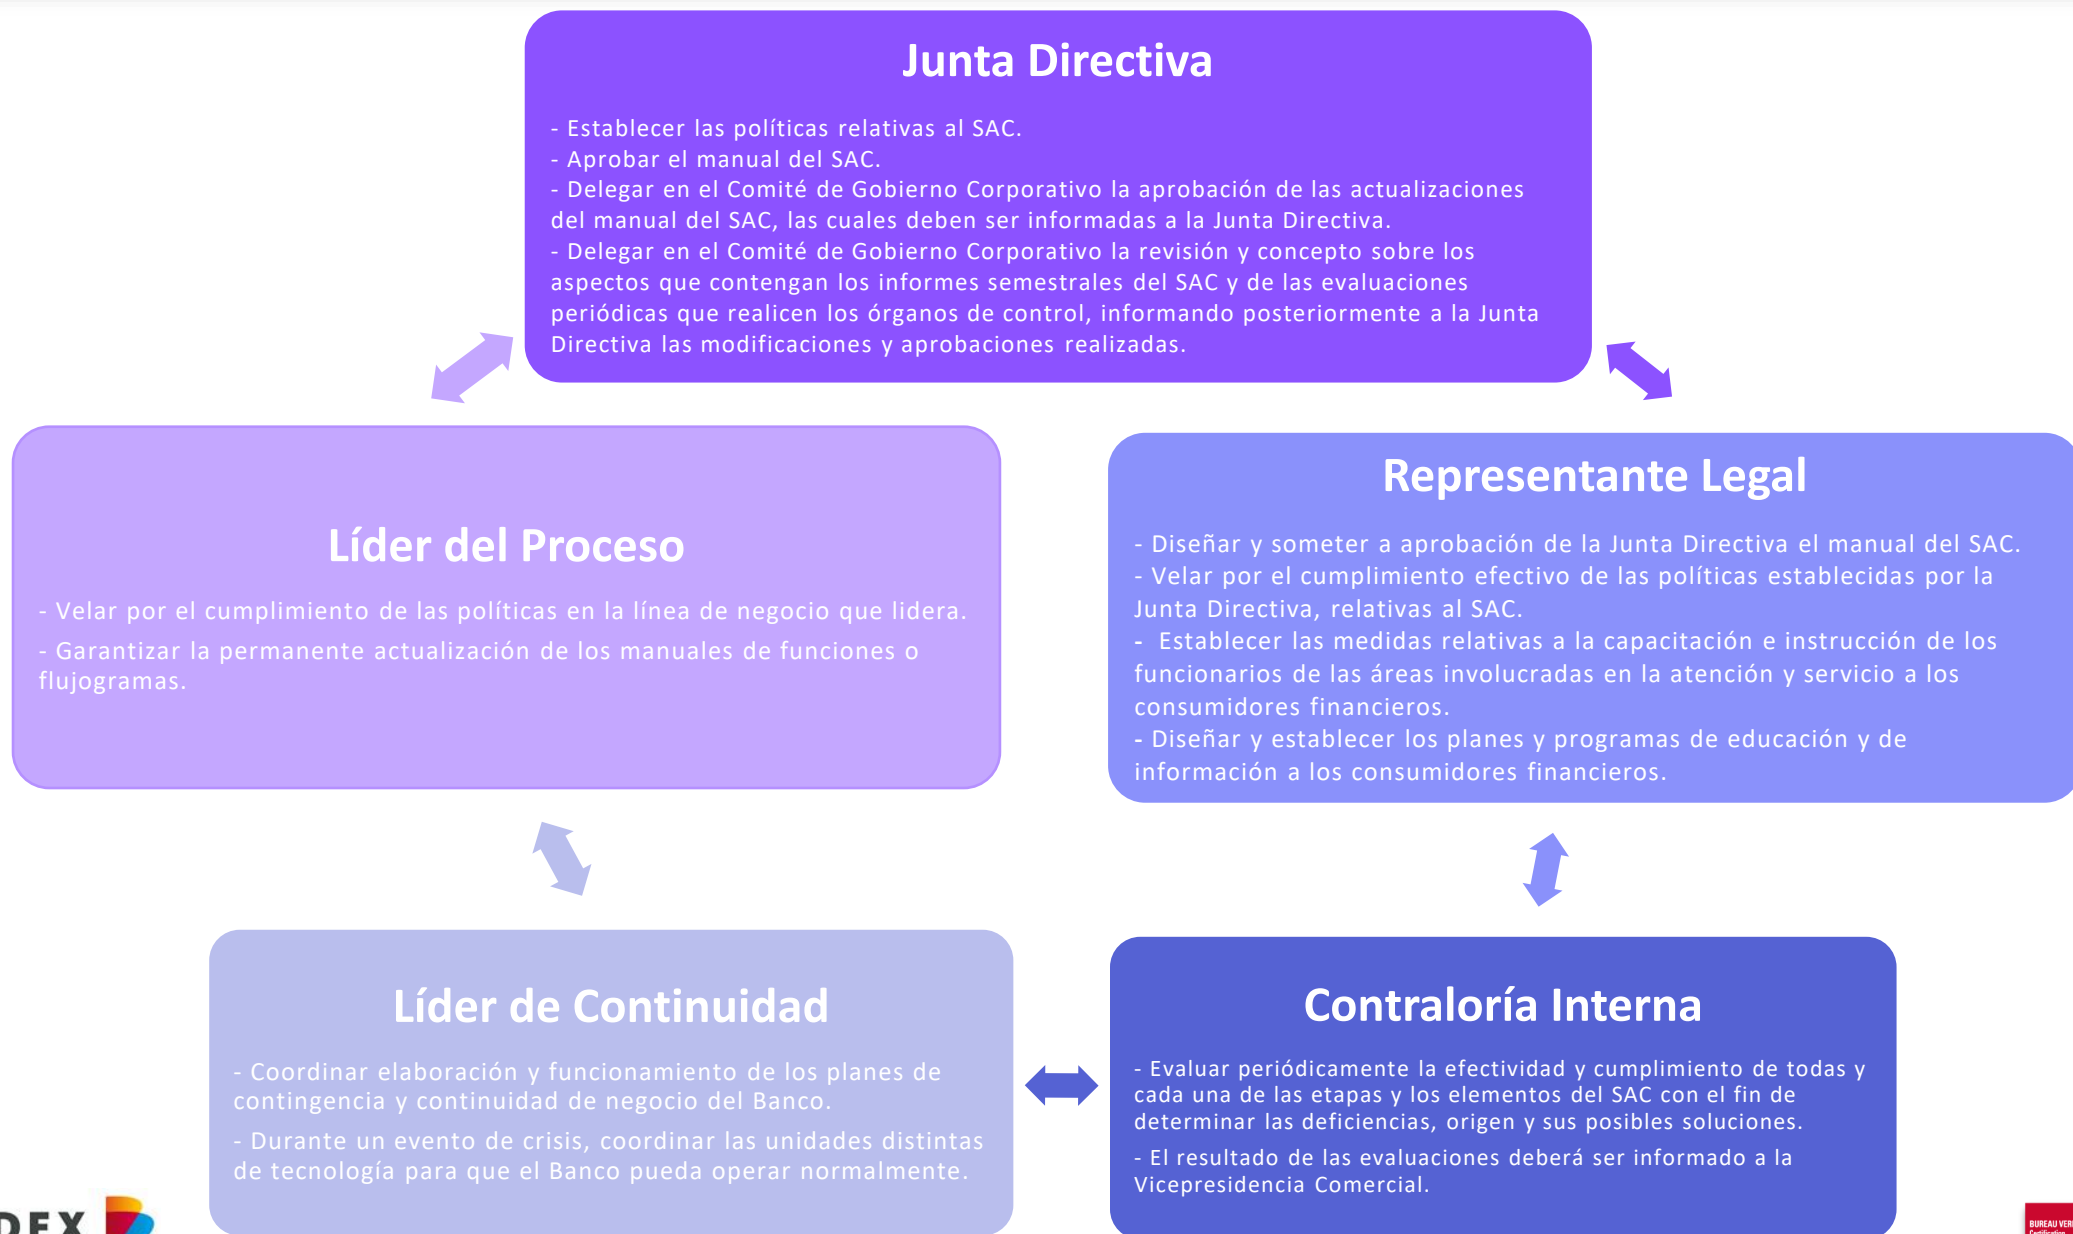 Junta Directiva
- Establecer las políticas relativas al SAC.
- Aprobar el manual del SAC.
- Delegar en el Comité de Gobierno Corporativo la aprobación de las actualizaciones
del manual del SAC, las cuales deben ser informadas a la Junta Directiva.
- Delegar en el Comité de Gobierno Corporativo la revisión y concepto sobre los
aspectos que contengan los informes semestrales del SAC y de las evaluaciones
periódicas que realicen los órganos de control, informando posteriormente a la Junta
Directiva las modificaciones y aprobaciones realizadas.
Líder del Proceso
- Velar por el cumplimiento de las políticas en la línea de negocio que lidera.
- Garantizar la permanente actualización de los manuales de funciones o
flujogramas.
Representante Legal
- Diseñar y someter a aprobación de la Junta Directiva el manual del SAC.
- Velar por el cumplimiento efectivo de las políticas establecidas por la
Junta Directiva, relativas al SAC.
- Establecer las medidas relativas a la capacitación e instrucción de los
funcionarios de las áreas involucradas en la atención y servicio a los
consumidores financieros.
- Diseñar y establecer los planes y programas de educación y de
información a los consumidores financieros.
Líder de Continuidad
- Coordinar elaboración y funcionamiento de los planes de
contingencia y continuidad de negocio del Banco.
- Durante un evento de crisis, coordinar las unidades distintas
de tecnología para que el Banco pueda operar normalmente.
Contraloría Interna
- Evaluar periódicamente la efectividad y cumplimiento de todas y
cada una de las etapas y los elementos del SAC con el fin de
determinar las deficiencias, origen y sus posibles soluciones.
- El resultado de las evaluaciones deberá ser informado a la
Vicepresidencia Comercial.
BUREAU